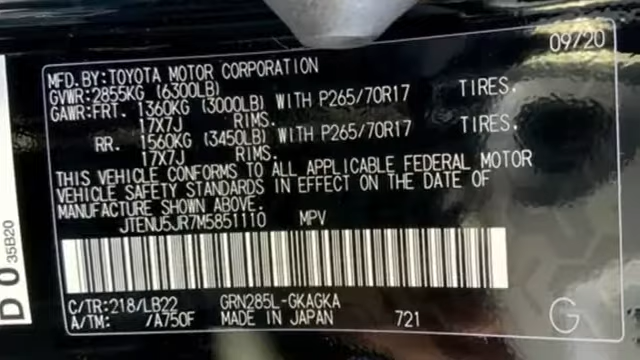 09/20
MFD.BY:TOYOTA MOTOR CORPORATION
GVWR:2855KG (6300LB)
GAWR:FRT. 1360KG (3000LB) WITH P265/70R17 TIRES.
17X7J RIMS.
RR. 1560KG (3450LB) WITH P265/70R17 TIRES.
17X7J RIMS.
THIS VEHICLE CONFORMS TO ALL APPLICABLE FEDERAL MOTOR
VEHICLE SAFETY STANDARDS IN EFFECT ON THE DATE OF
MANUFACTURE SHOWN ABOVE.
JTENU5JR7M5851110 MPV
C/TR:218/LB22 GRN285L-GKAGKA
A/TM: /A750F MADE IN JAPAN 721
G
D 0
35B20